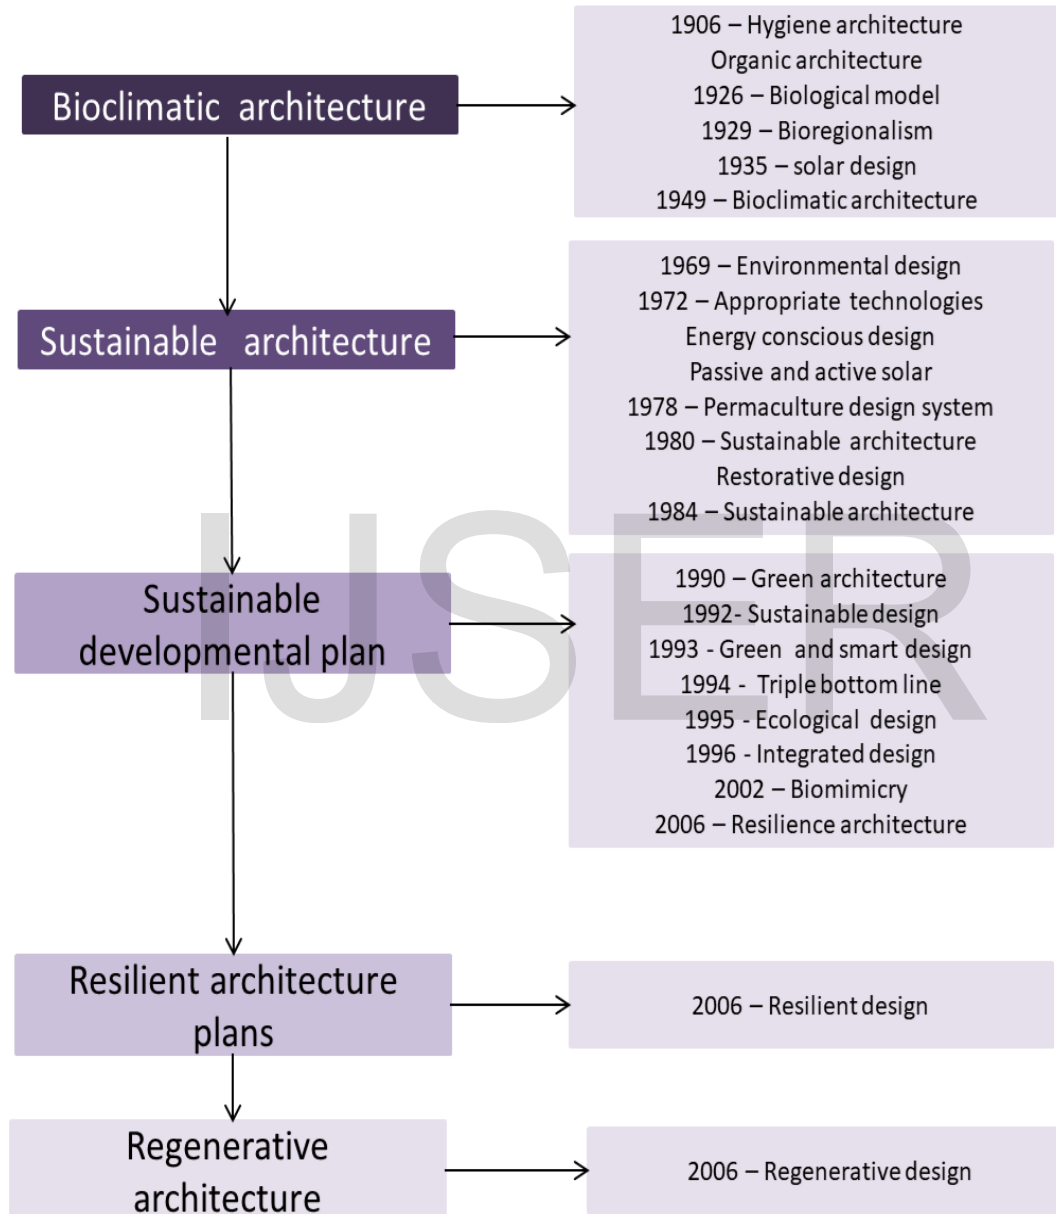 Bioclimatic architecture
1906 – Hygiene architecture
Organic architecture
1926 – Biological model
1929 – Bioregionalism
1935 – solar design
1949 – Bioclimatic architecture
Sustainable architecture
1969 – Environmental design
1972 – Appropriate technologies
Energy conscious design
Passive and active solar
1978 – Permaculture design system
1980 – Sustainable architecture
Restorative design
1984 – Sustainable architecture
IJSER
Sustainable
developmental plan
1990 – Green architecture
1992- Sustainable design
1993 - Green and smart design
1994 - Triple bottom line
1995 - Ecological design
1996 - Integrated design
2002 – Biomimicry
2006 – Resilience architecture
Resilient architecture
plans
2006 – Resilient design
Regenerative
architecture
2006 – Regenerative design